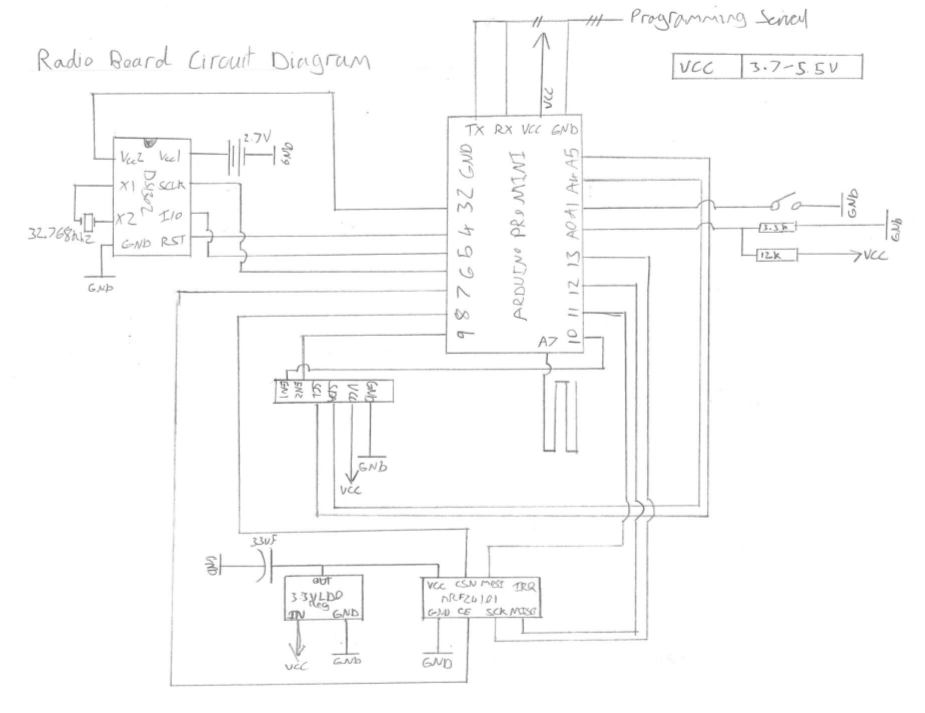 Programming Serial
Radio Board Circuit Diagram
VCC 3.7-5.5V
VCC
TX RX VCC GND
2.7V
GND
Vcc2 Vcc1
X1 SCLK
X2 I/O
GND RST
DS1302
32.768
GND
GND
32
4
5
6
7
8
9
ARDUINO PRO MINI
A5
A4
A1
A0
13
12
11
10
A7
GND
3.3k
GND
12k
VCC
EN1 EN2 SCL SDA VCC GND
GND
VCC
33uF
GND
out
3.3V LDO
Reg
IN GND
VCC
GND
VCC CSN MOSI IRQ
nRF24L01
GND CE SCK MISO
GND